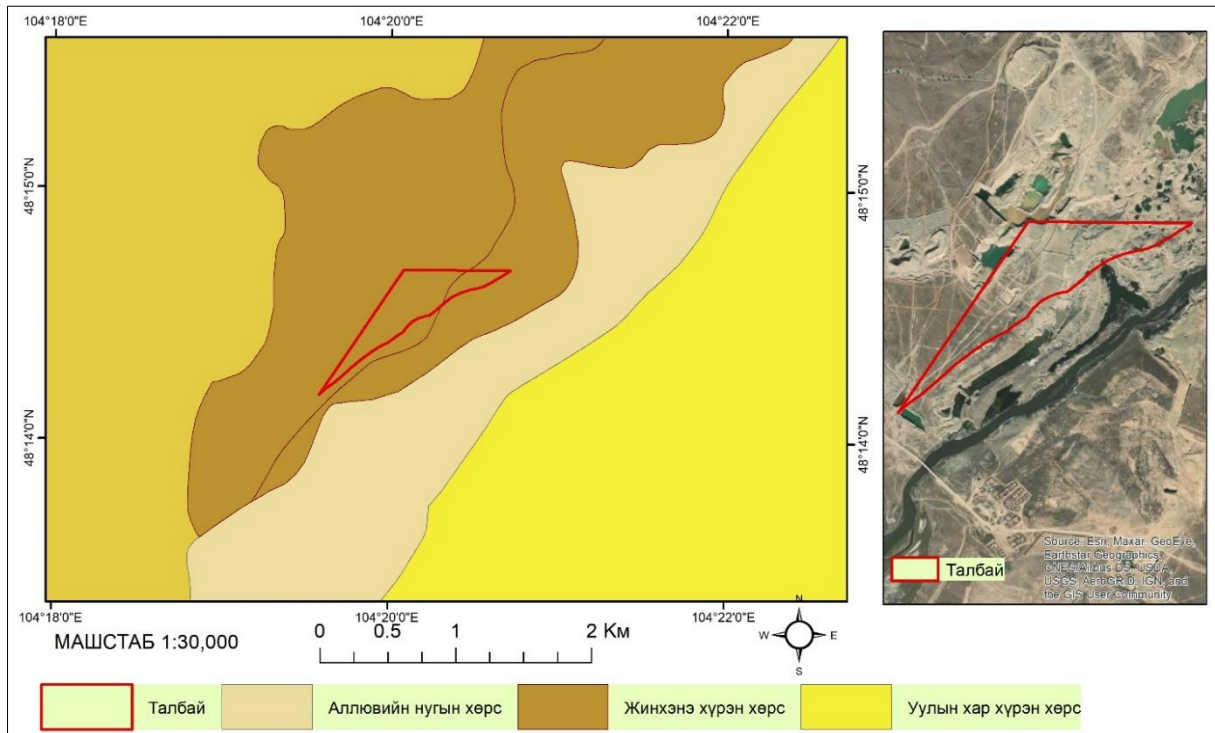 104°18'0"E 104°20'0"E 104°22'0"E
48°15'0"N 48°15'0"N
48°14'0"N 48°14'0"N
104°18'0"E 104°20'0"E 104°22'0"E
Талбай
Source: Esri, Maxar, GeoEye,
Earthstar Geographics,
CNES/Airbus DS, USDA,
USGS, AeroGRID, IGN, and
the GIS User Community
МАШСТАБ 1:30,000
0 0.5 1 2 Км
N
W E
S
Талбай Аллювийн нугын хөрс Жинхэнэ хүрэн хөрс Уулын хар хүрэн хөрс